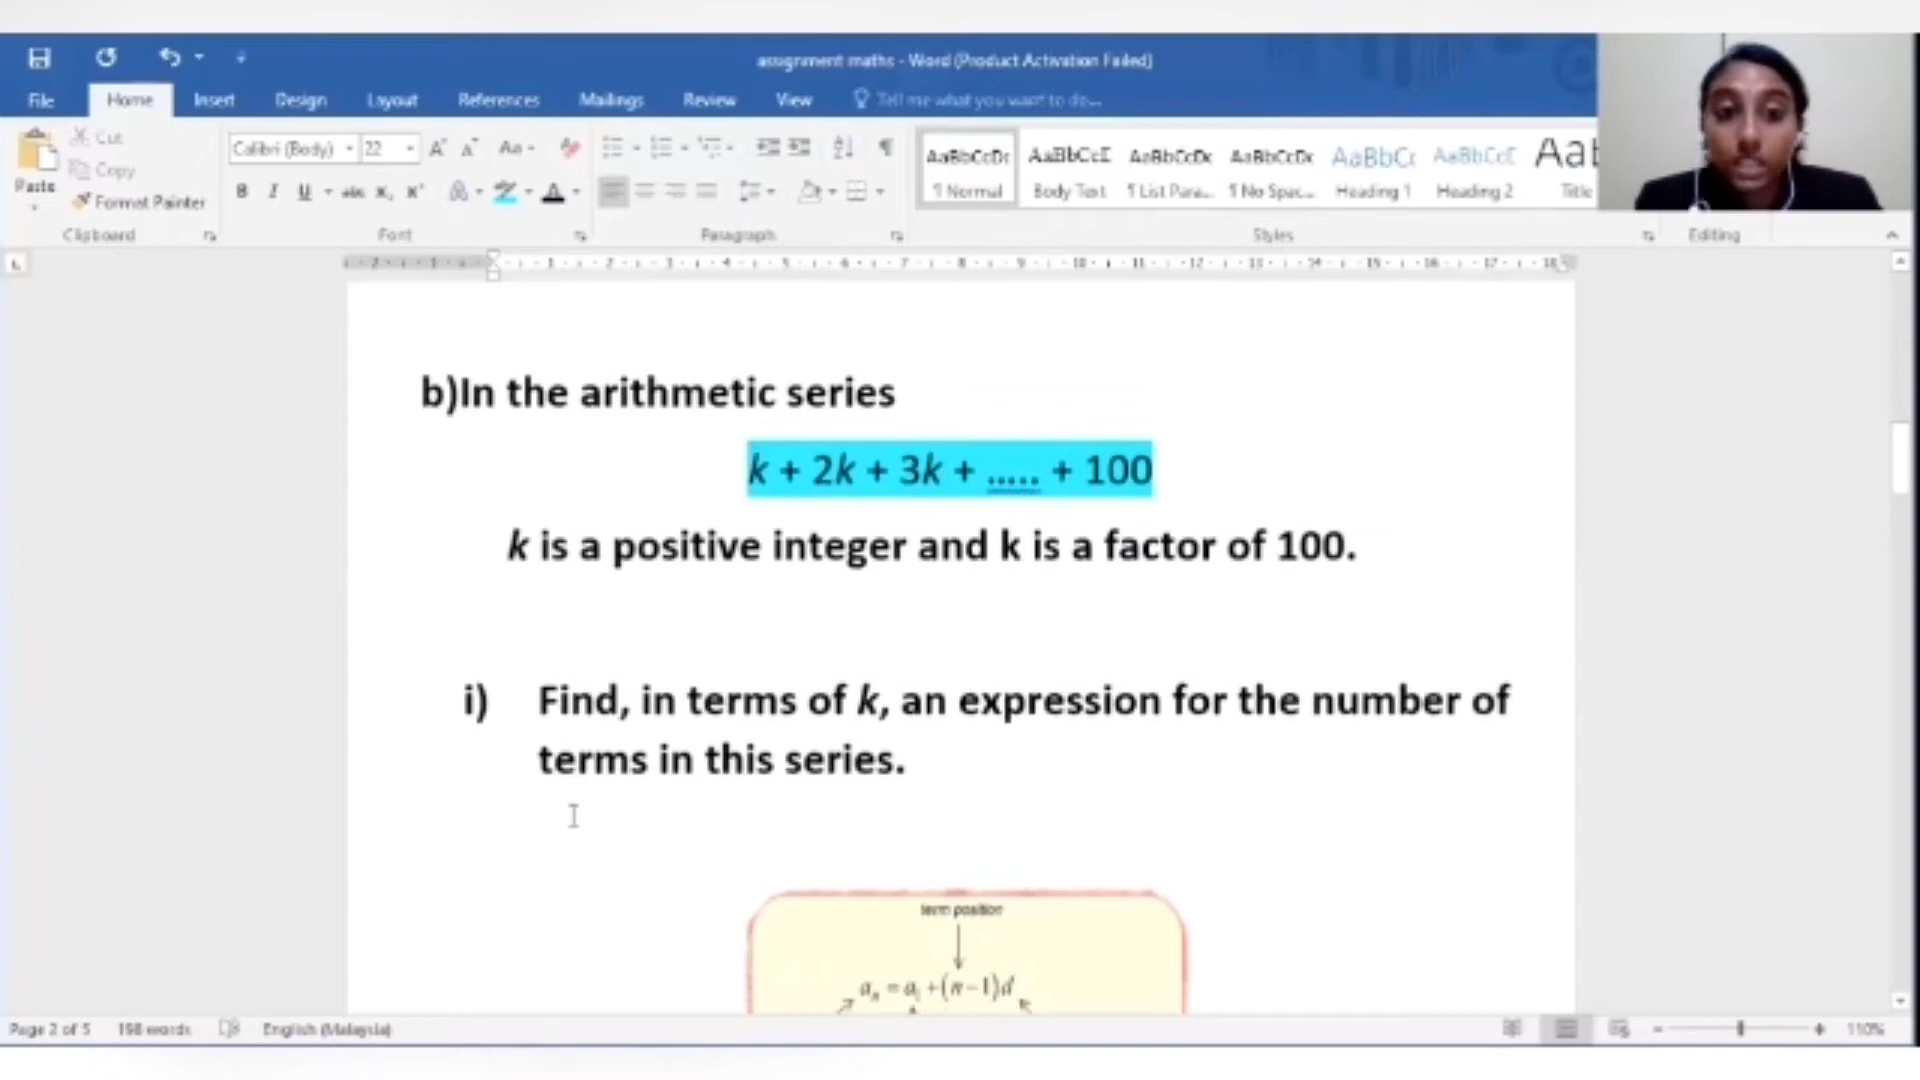 assignment maths - Word (Product Activation Failed)
File Home Insert Design Layout References Mailings Review View Tell me what you want to do...
Cut
Copy
Paste
Format Painter
Calibri (Body) 22
AaBbCcDc AaBbCcE AaBbCcDc AaBbCcDc AaBbCc AaBbCcE
¶ Normal Body Text ¶ List Para... ¶ No Spac... Heading 1 Heading 2 Title
Clipboard Font Paragraph Styles Editing
b)In the arithmetic series
k + 2k + 3k + ..... + 100
k is a positive integer and k is a factor of 100.
i) Find, in terms of k, an expression for the number of
terms in this series.
term position
aₙ = a₁ + (n − 1)d
Page 2 of 5 198 words English (Malaysia) 110%